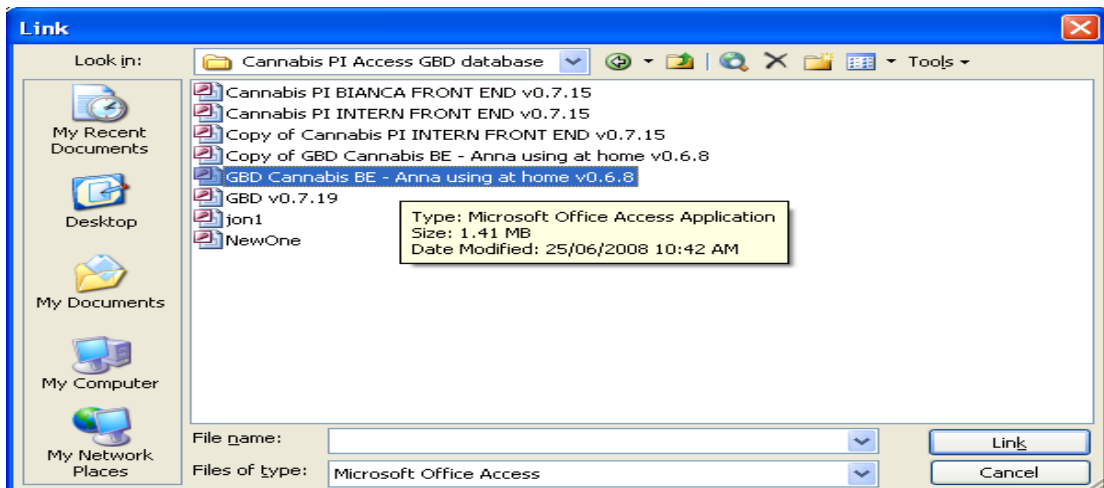 Link
Look in:
Cannabis PI Access GBD database
Tools
My Recent
Documents
Desktop
My Documents
My Computer
My Network
Places
Cannabis PI BIANCA FRONT END v0.7.15
Cannabis PI INTERN FRONT END v0.7.15
Copy of Cannabis PI INTERN FRONT END v0.7.15
Copy of GBD Cannabis BE - Anna using at home v0.6.8
GBD Cannabis BE - Anna using at home v0.6.8
GBD v0.7.19
jon1
NewOne
Type: Microsoft Office Access Application
Size: 1.41 MB
Date Modified: 25/06/2008 10:42 AM
File name:
Link
Files of type:
Microsoft Office Access
Cancel